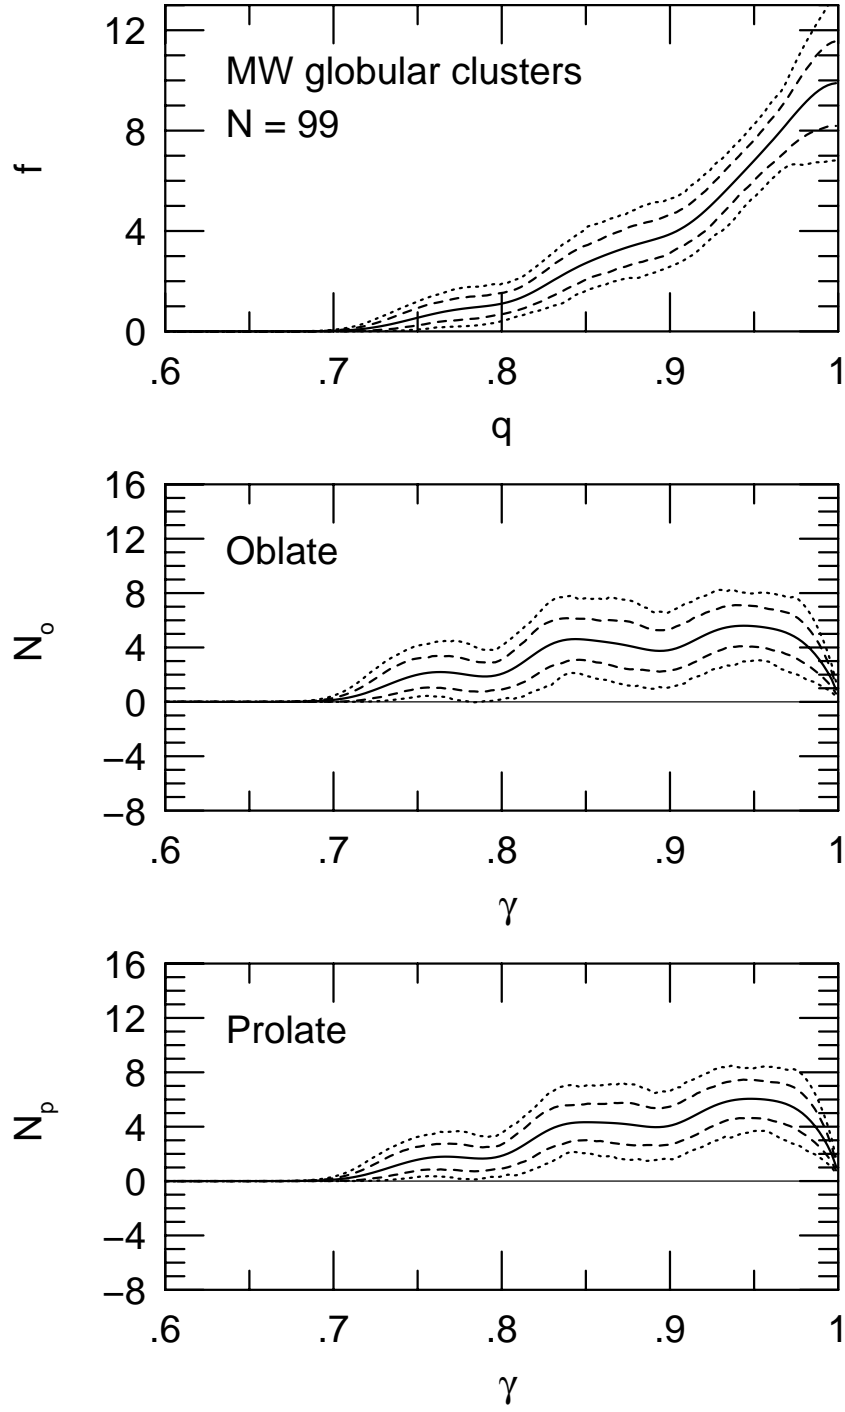 12
MW globular clusters
N = 99
8
f
4
0
.6 .7 .8 .9 1
q
16
12
Oblate
8
N_o
4
0
−4
−8
.6 .7 .8 .9 1
γ
16
12
Prolate
8
N_p
4
0
−4
−8
.6 .7 .8 .9 1
γ